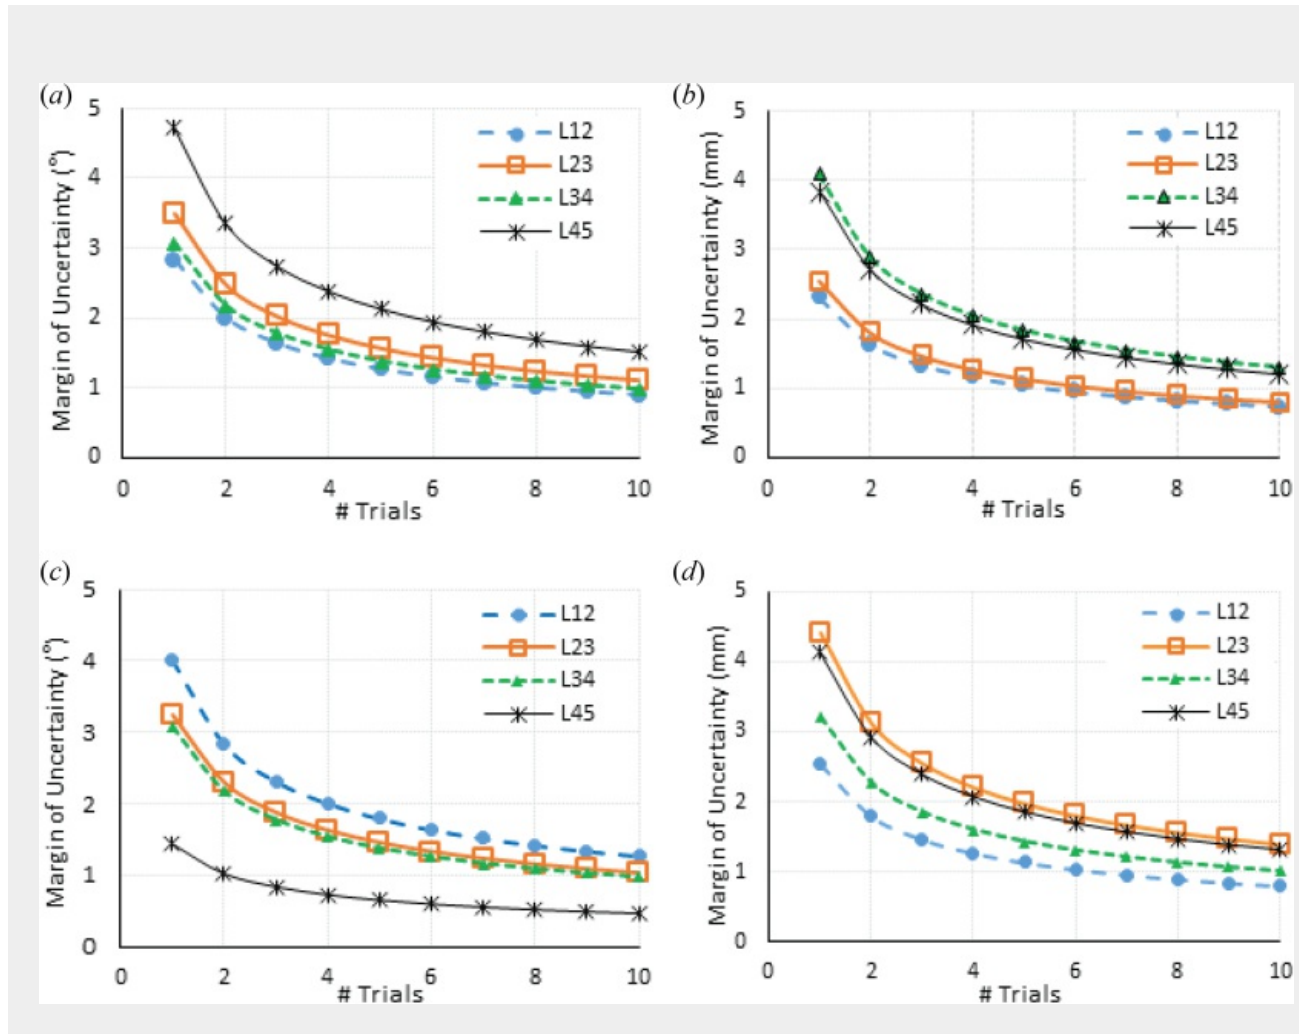 (a)
5
4
3
2
1
0
Margin of Uncertainty (°)
L12
L23
L34
L45
0 2 4 6 8 10
# Trials
(b)
5
4
3
2
1
0
Margin of Uncertainty (mm)
L12
L23
L34
L45
0 2 4 6 8 10
# Trials
(c)
5
4
3
2
1
0
Margin of Uncertainty (°)
L12
L23
L34
L45
0 2 4 6 8 10
# Trials
(d)
5
4
3
2
1
0
Margin of Uncertainty (mm)
L12
L23
L34
L45
0 2 4 6 8 10
# Trials